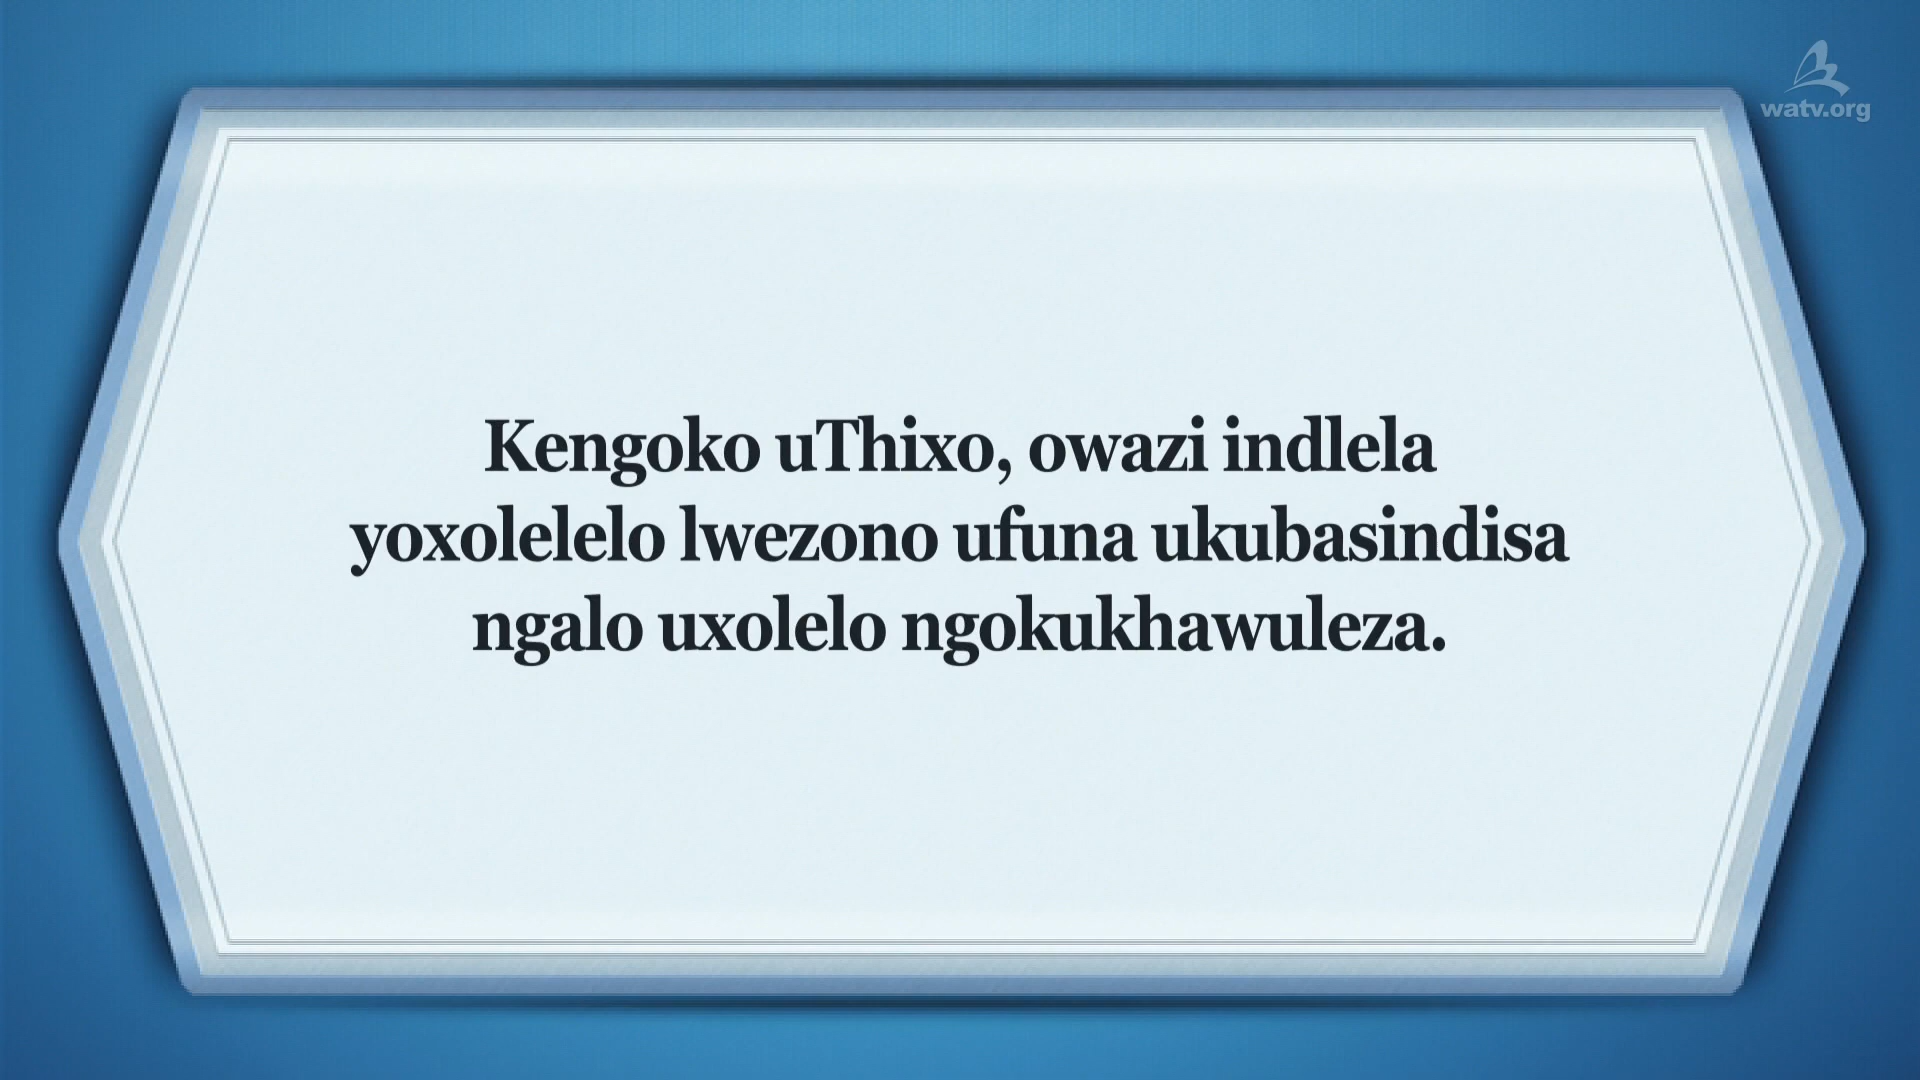 watv.org
Kengoko uThixo, owazi indlela
yoxolelelo lwezono ufuna ukubasindisa
ngalo uxolelo ngokukhawuleza.